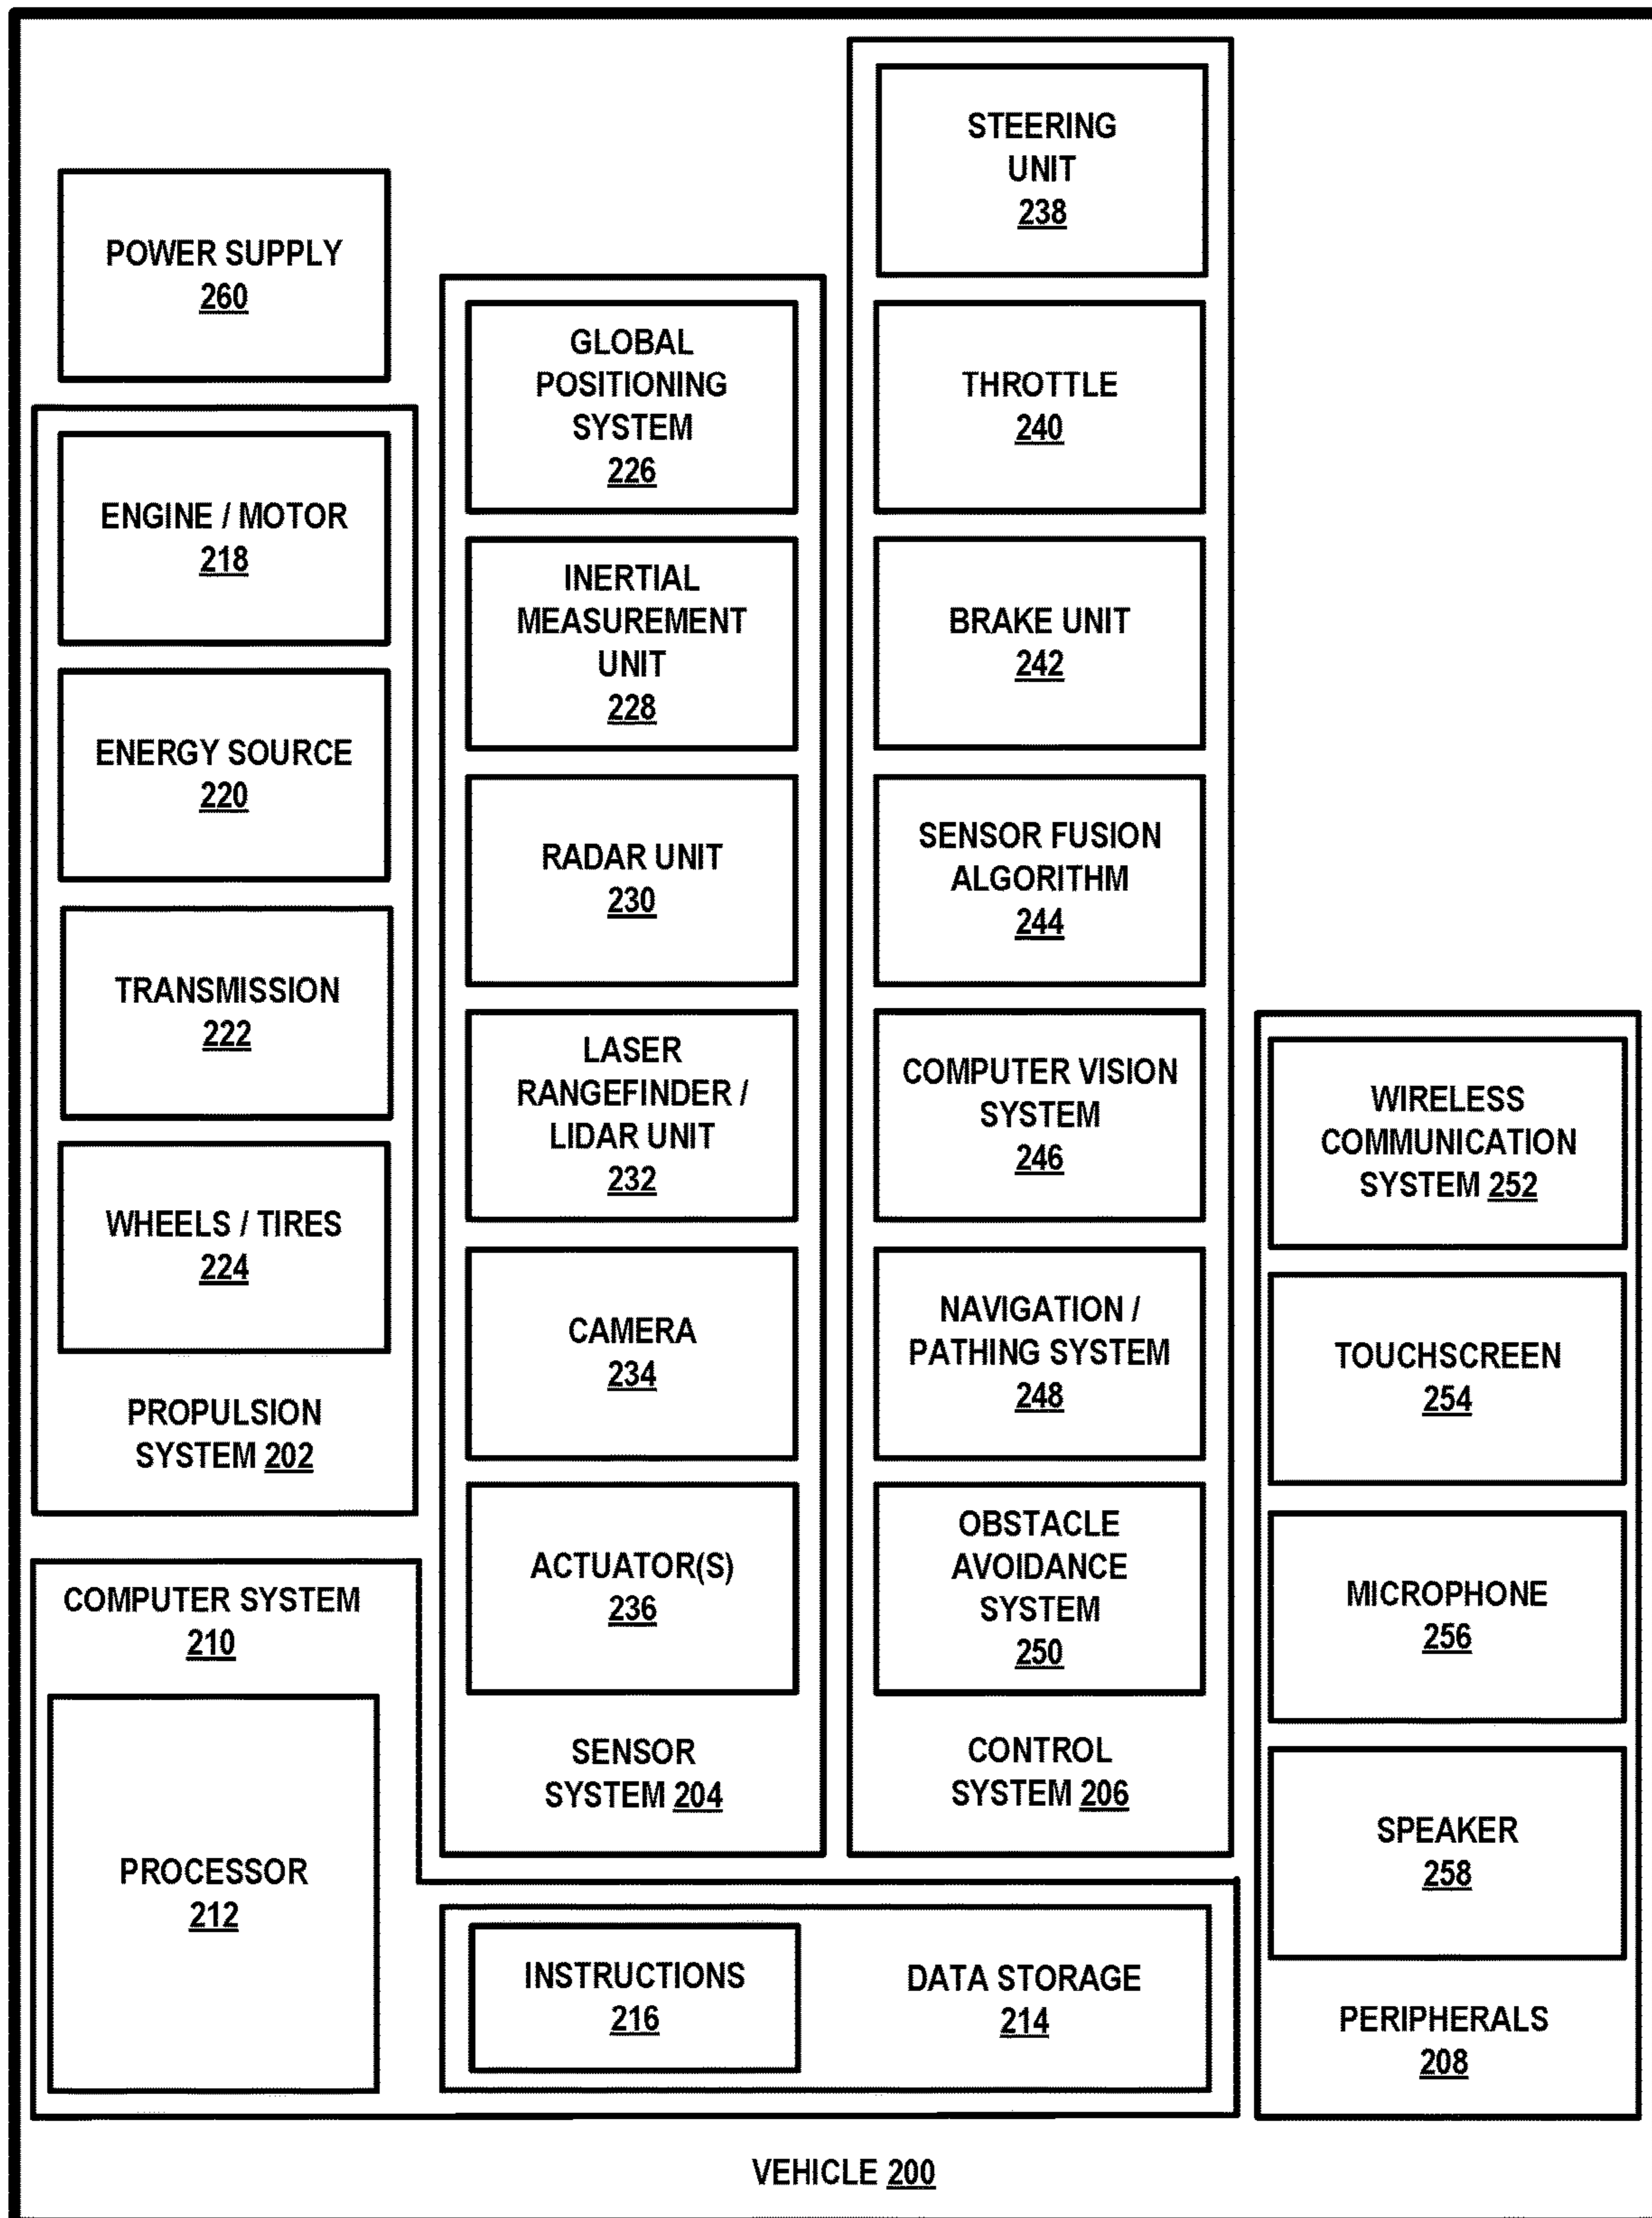 POWER SUPPLY
260
ENGINE / MOTOR
218
ENERGY SOURCE
220
TRANSMISSION
222
WHEELS / TIRES
224
PROPULSION
SYSTEM 202
GLOBAL
POSITIONING
SYSTEM
226
INERTIAL
MEASUREMENT
UNIT
228
RADAR UNIT
230
LASER
RANGEFINDER /
LIDAR UNIT
232
CAMERA
234
ACTUATOR(S)
236
SENSOR
SYSTEM 204
STEERING
UNIT
238
THROTTLE
240
BRAKE UNIT
242
SENSOR FUSION
ALGORITHM
244
COMPUTER VISION
SYSTEM
246
NAVIGATION /
PATHING SYSTEM
248
OBSTACLE
AVOIDANCE
SYSTEM
250
CONTROL
SYSTEM 206
WIRELESS
COMMUNICATION
SYSTEM 252
TOUCHSCREEN
254
MICROPHONE
256
SPEAKER
258
PERIPHERALS
208
COMPUTER SYSTEM
210
PROCESSOR
212
INSTRUCTIONS
216
DATA STORAGE
214
VEHICLE 200